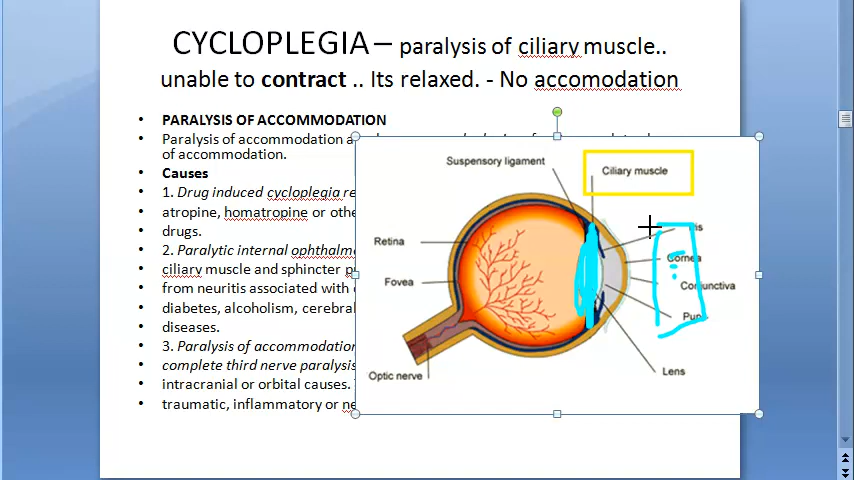 CYCLOPLEGIA – paralysis of ciliary muscle..
unable to contract .. Its relaxed. - No accomodation
• PARALYSIS OF ACCOMMODATION
• Paralysis of accommodation a
of accommodation.
• Causes
• 1. Drug induced cycloplegia re
• atropine, homatropine or othe
• drugs.
• 2. Paralytic internal ophthalm
• ciliary muscle and sphincter p
• from neuritis associated with
• diabetes, alcoholism, cerebral
• diseases.
• 3. Paralysis of accommodation
• complete third nerve paralysis
• intracranial or orbital causes.
• traumatic, inflammatory or ne
Suspensory ligament
Ciliary muscle
Retina
Cornea
Fovea
Conjunctiva
Lens
Optic nerve